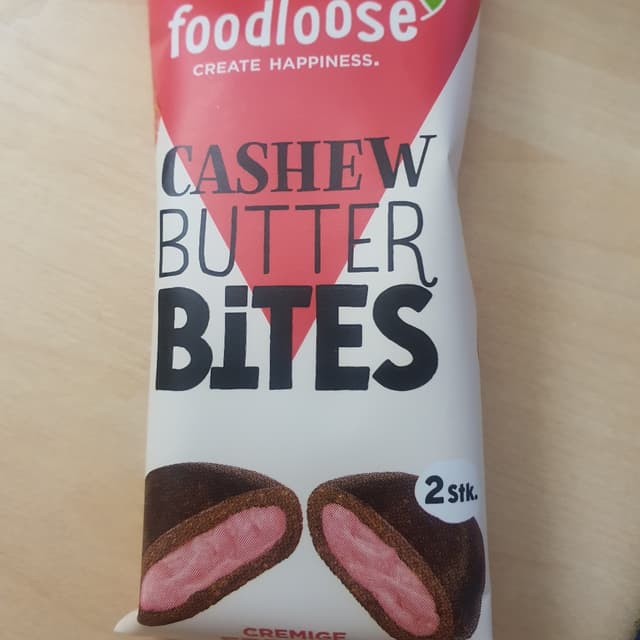 foodloose
CREATE HAPPINESS.
CASHEW
BUTTER
BiTES
2 Stk.
CREMIGE